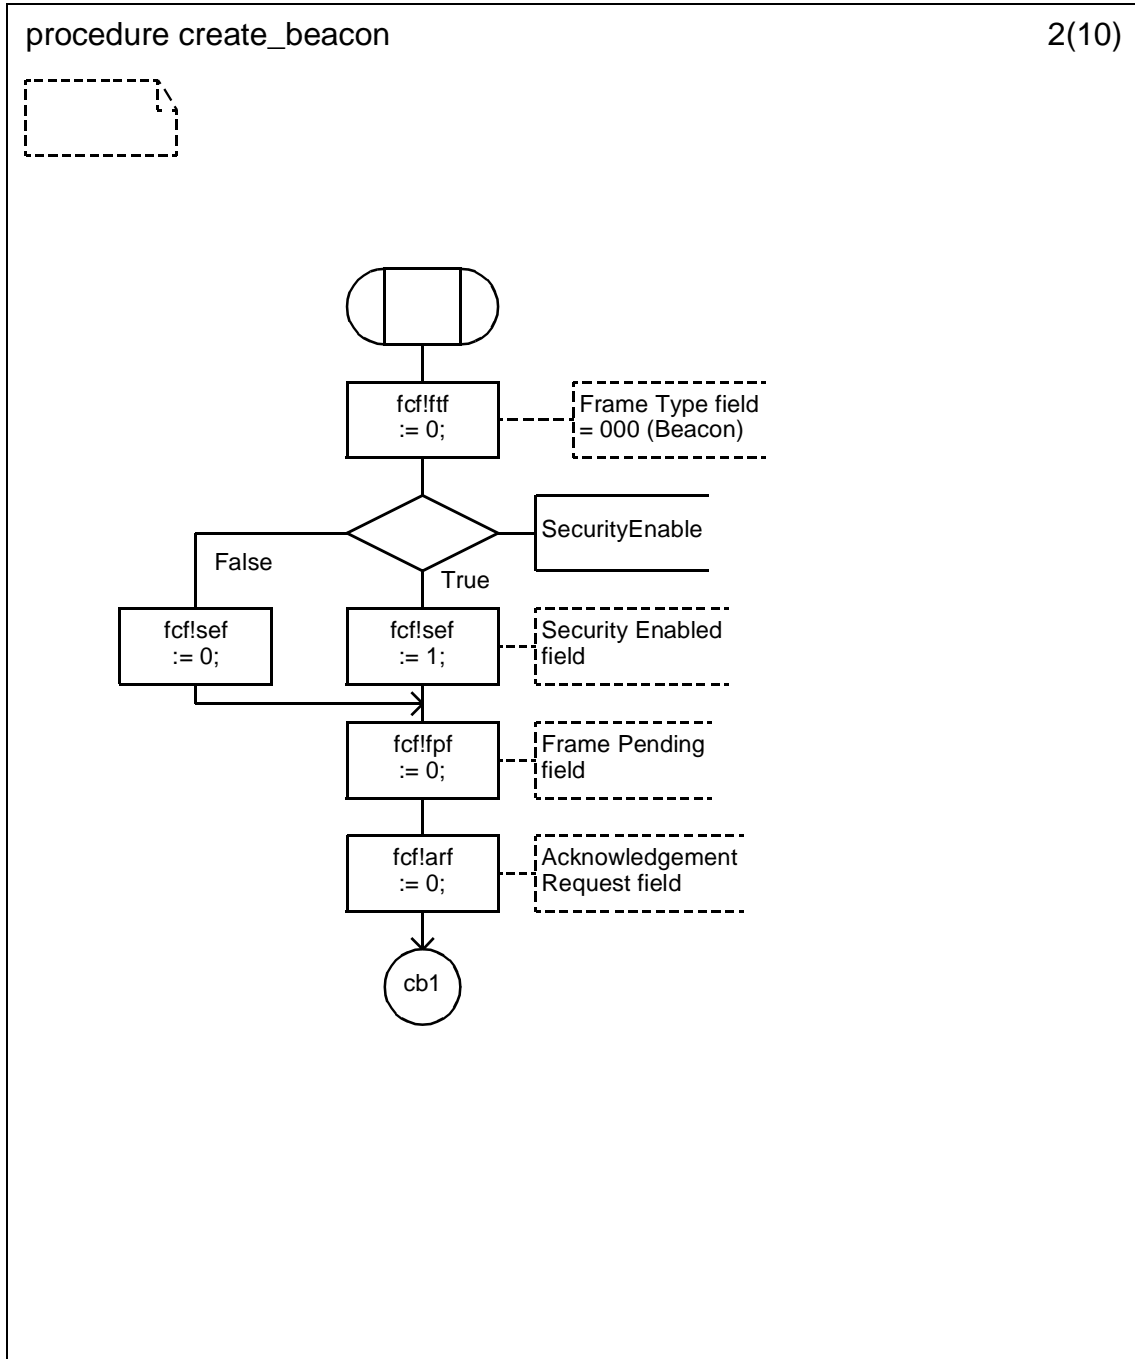 procedure create_beacon
2(10)
fcf!ftf
:= 0;
Frame Type field
= 000 (Beacon)
SecurityEnable
False
True
fcf!sef
:= 0;
fcf!sef
:= 1;
Security Enabled
field
fcf!fpf
:= 0;
Frame Pending
field
fcf!arf
:= 0;
Acknowledgement
Request field
cb1